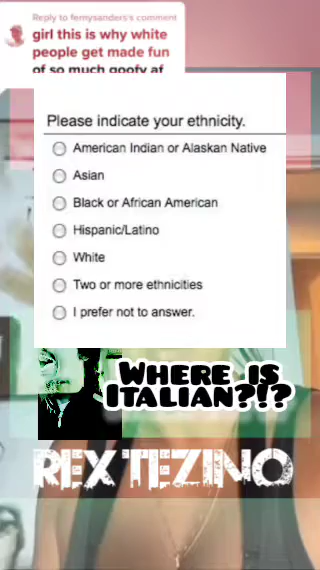 Reply to fernysanders's comment
girl this is why white
people get made fun
of so much goofy af
Please indicate your ethnicity.
American Indian or Alaskan Native
Asian
Black or African American
Hispanic/Latino
White
Two or more ethnicities
I prefer not to answer.
WHERE IS
ITALIAN?!?
REX TEZINO